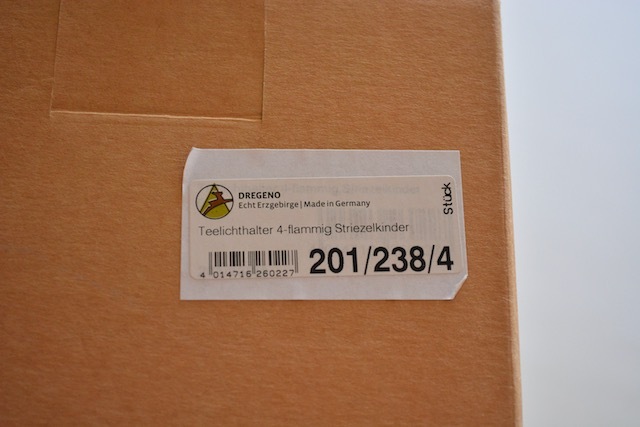 DREGENO
Echt Erzgebirge | Made in Germany
Stück
Teelichthalter 4-flammig Striezelkinder
4 014716 260227
201/238/4